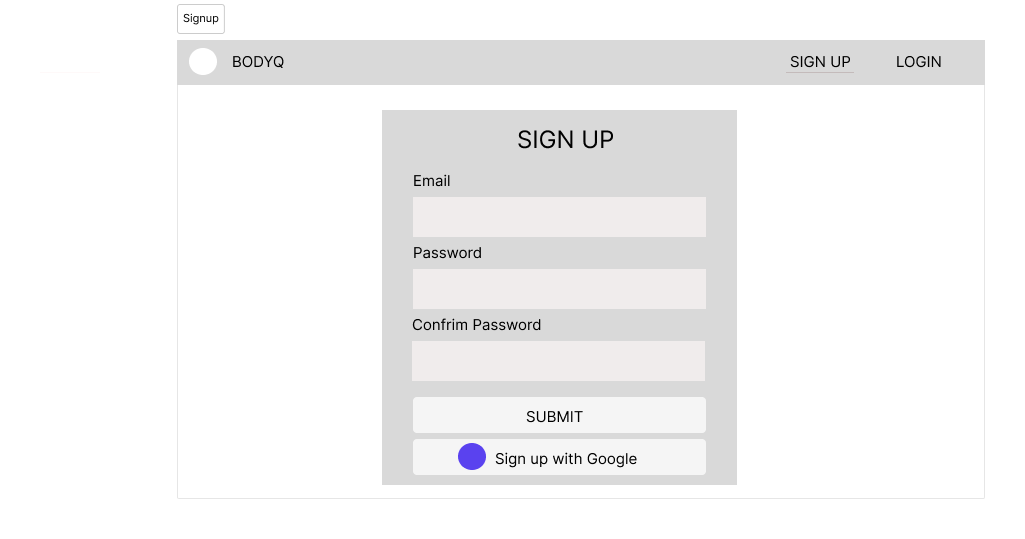 Signup
BODYQ SIGN UP LOGIN
SIGN UP
Email
Password
Confrim Password
SUBMIT
Sign up with Google